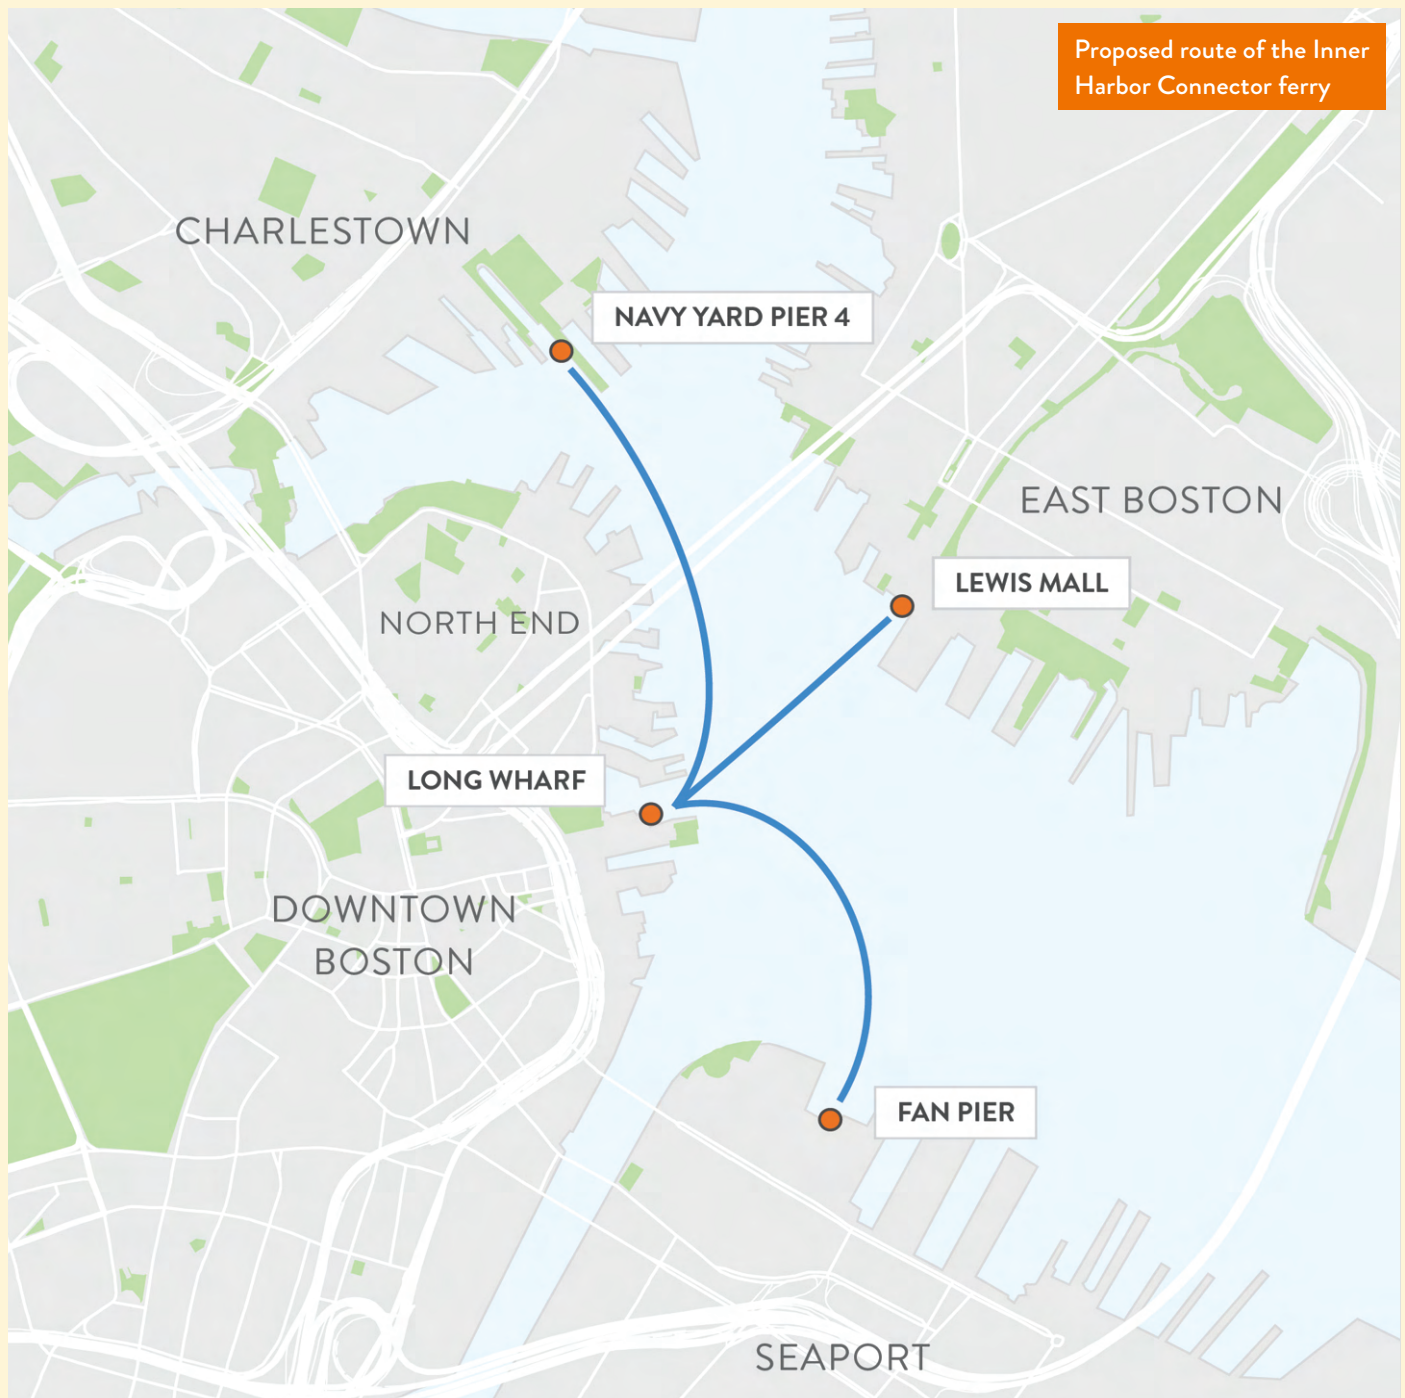 Proposed route of the Inner
Harbor Connector ferry
CHARLESTOWN
NAVY YARD PIER 4
EAST BOSTON
LEWIS MALL
NORTH END
LONG WHARF
DOWNTOWN
BOSTON
FAN PIER
SEAPORT